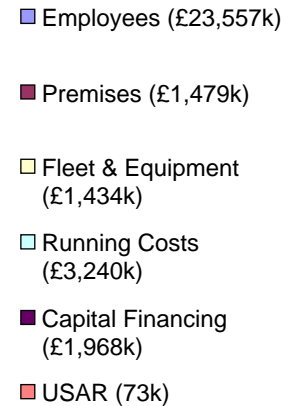 Employees (£23,557k)
Premises (£1,479k)
Fleet & Equipment
(£1,434k)
Running Costs
(£3,240k)
Capital Financing
(£1,968k)
USAR (73k)